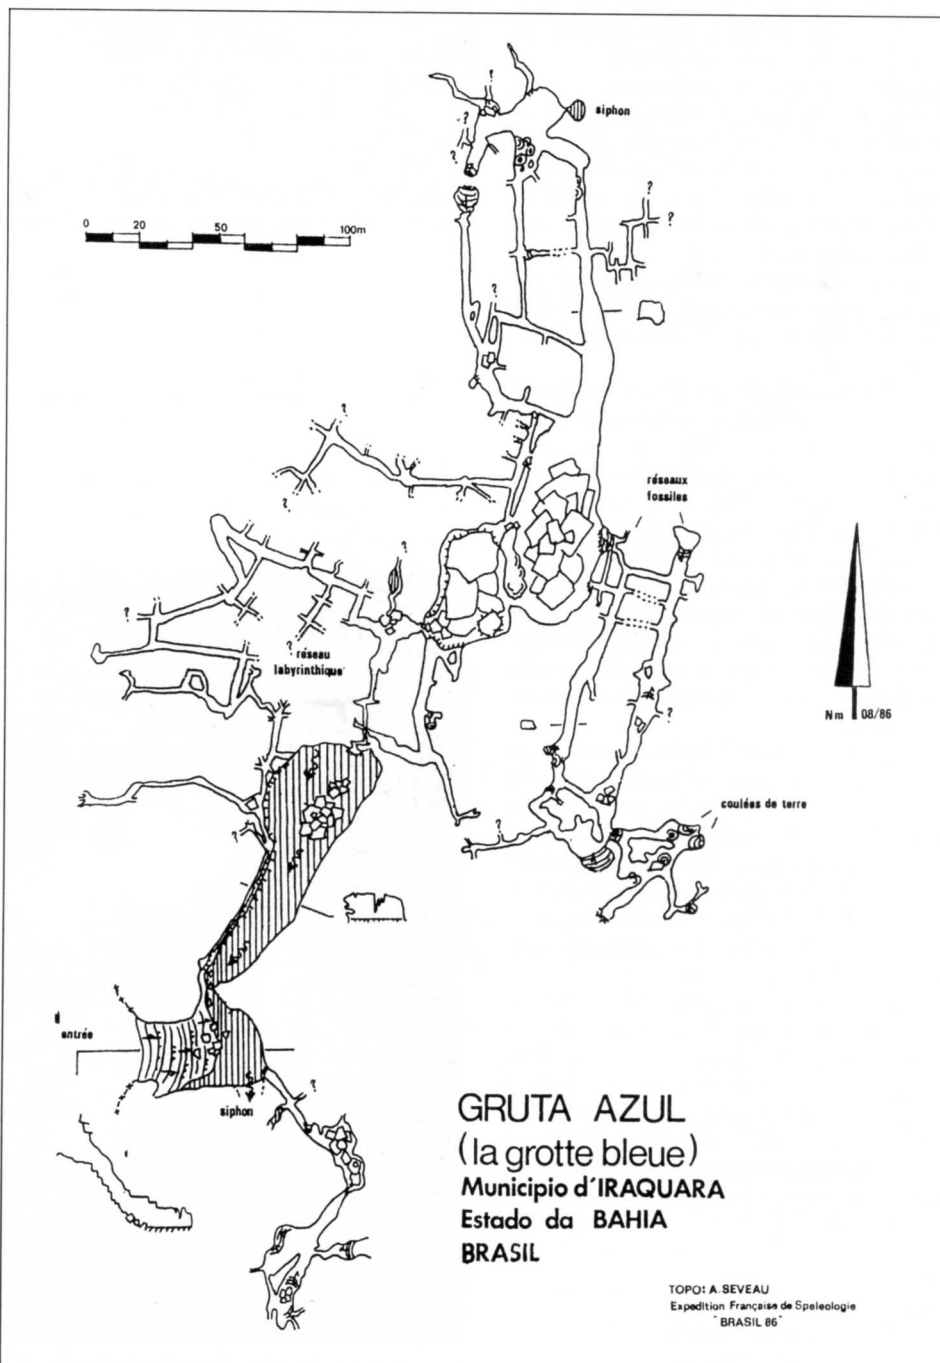 siphon
0 20 50 100m
?
?
?
?
?
?
?
réseaux
fossiles
?
?
?
?
?
réseau
labyrinthique
?
Nm 08/86
coulées de terre
?
?
entrée
siphon
?
GRUTA AZUL
(la grotte bleue)
Municipio d'IRAQUARA
Estado da BAHIA
BRASIL
TOPO: A. SEVEAU
Expedition Française de Speleologie
"BRASIL 86"